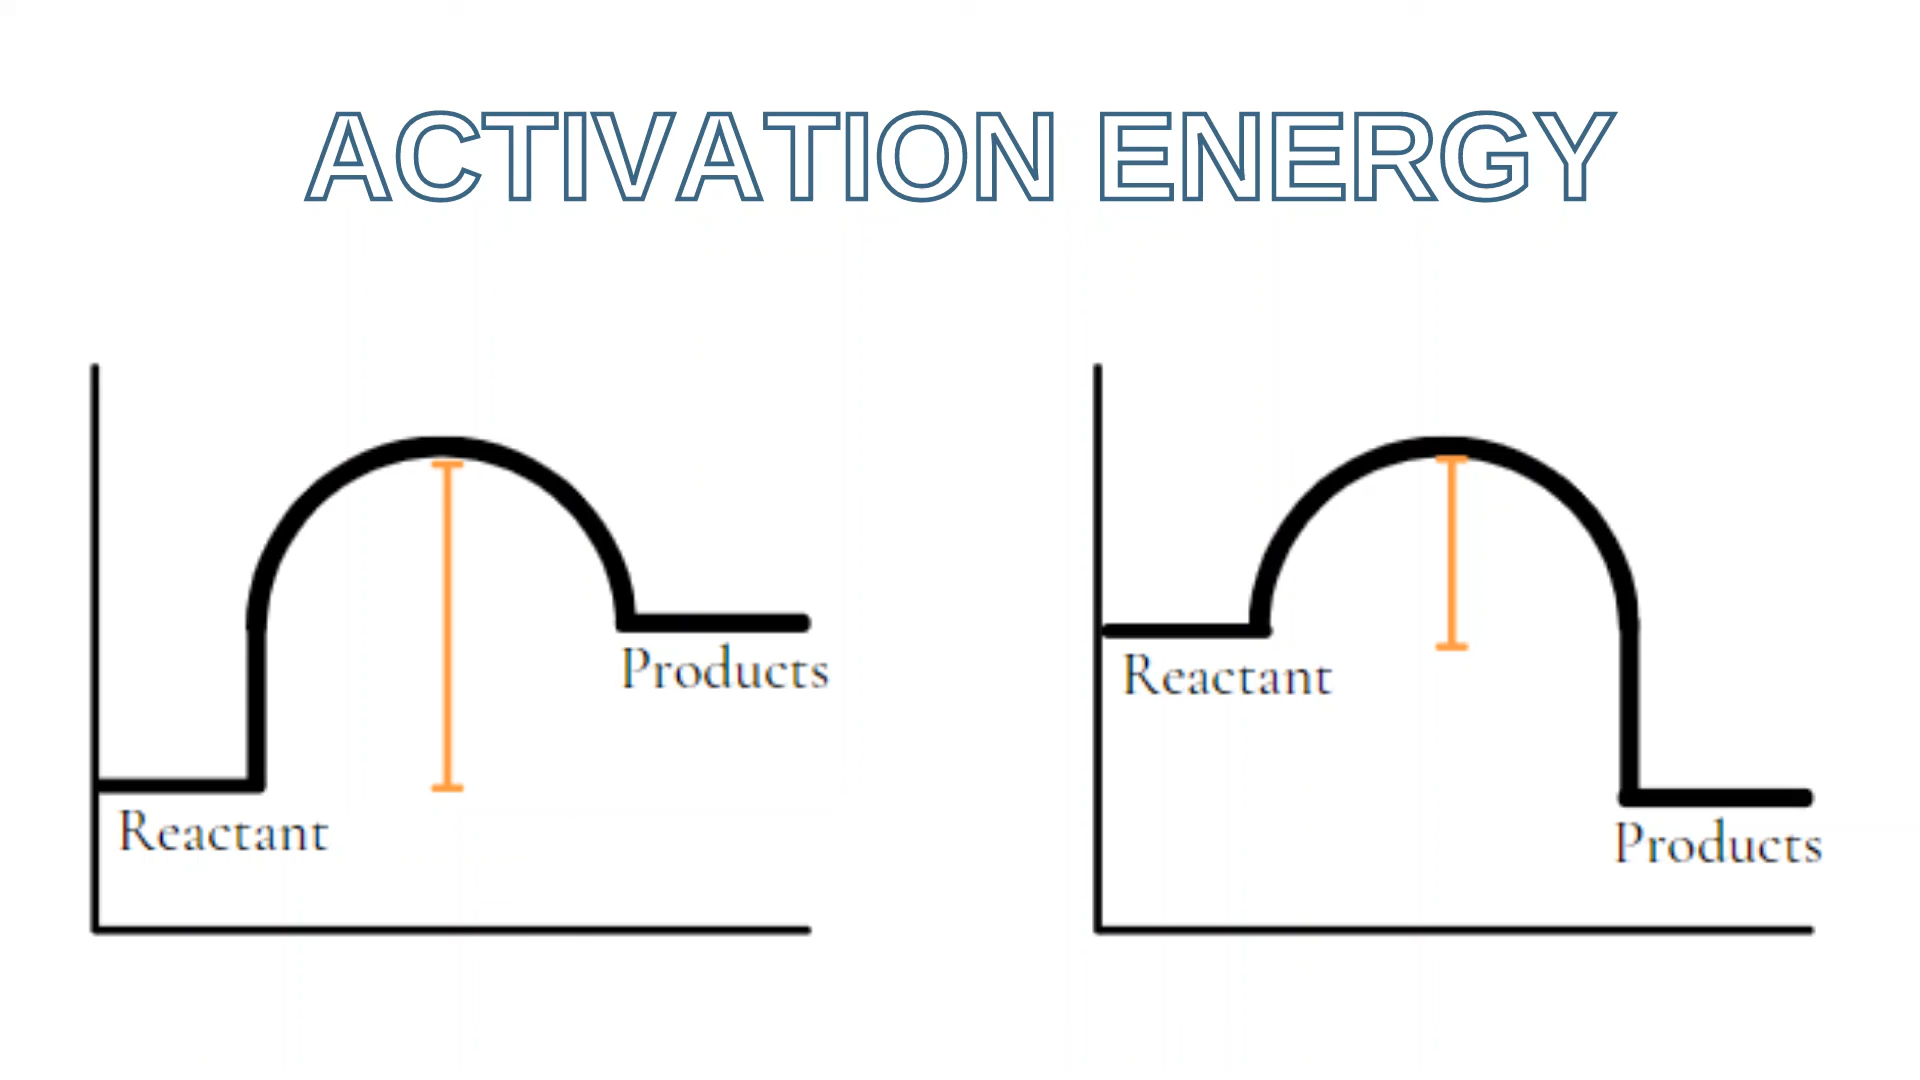 ACTIVATION ENERGY
Products
Reactant
Reactant
Products